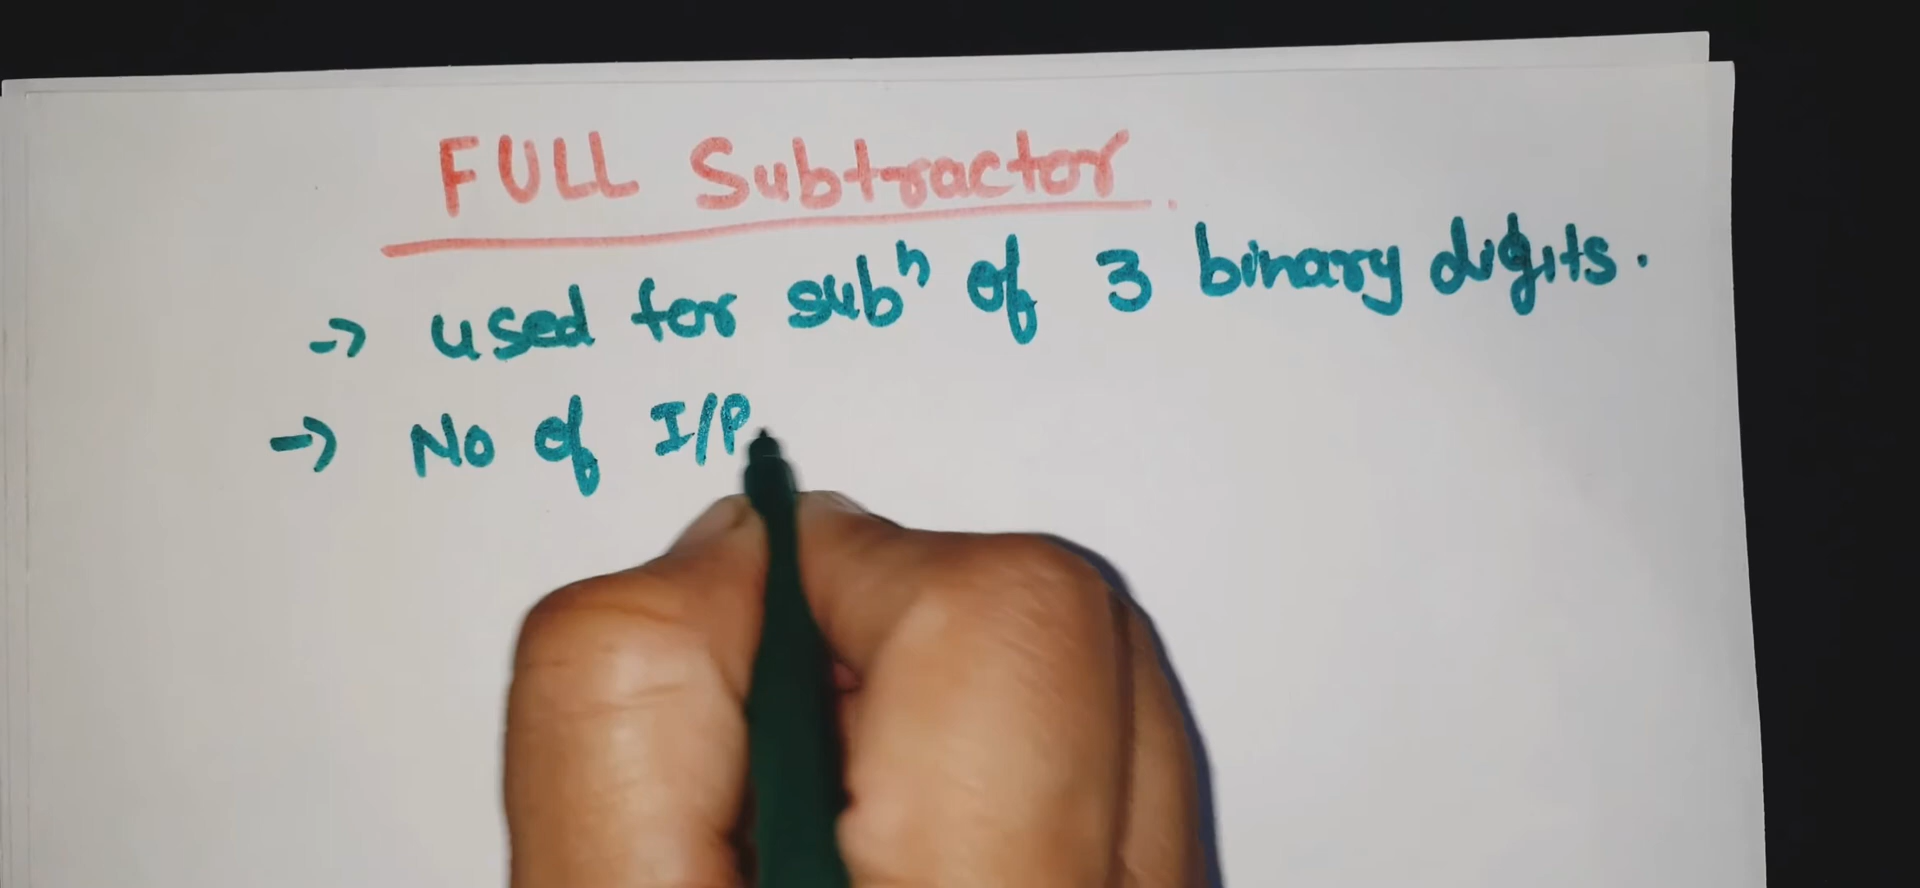 FULL Subtractor.
→ used for subⁿ of 3 binary digits.
→ No of I/P